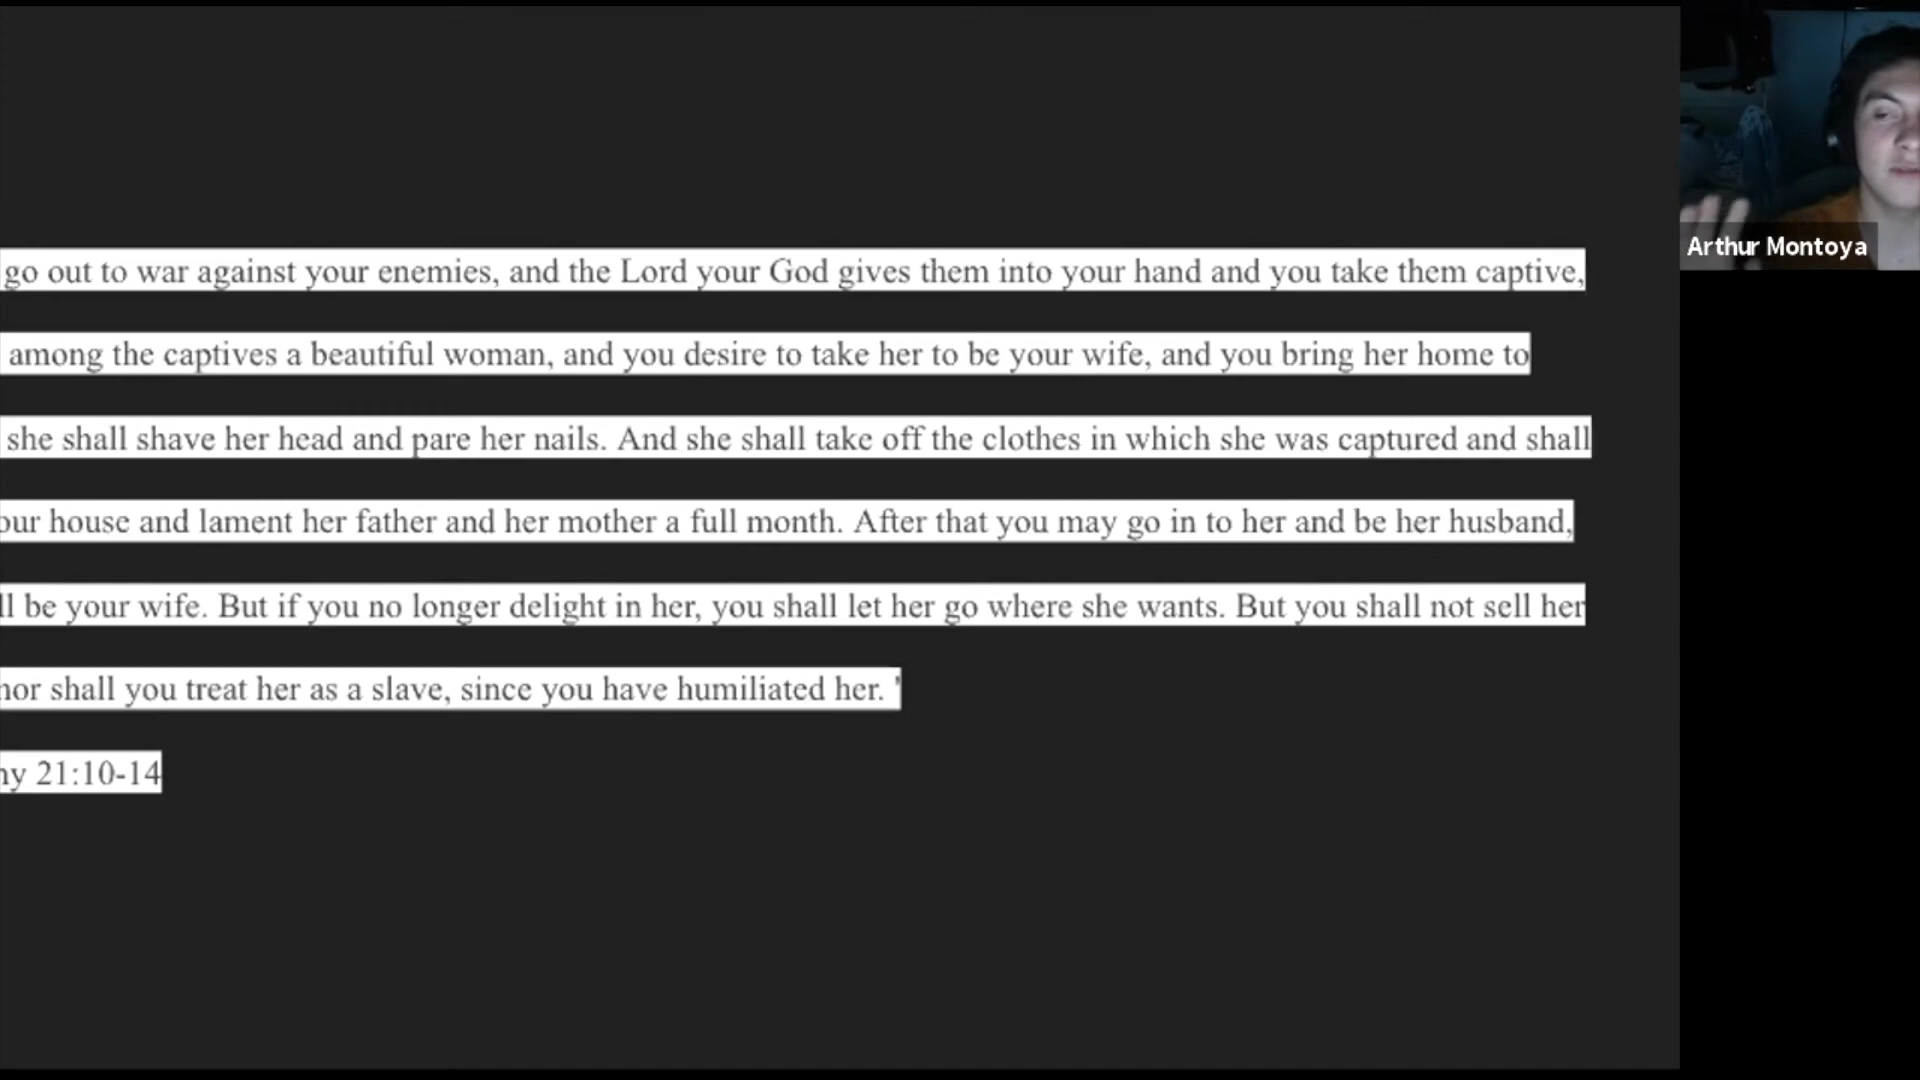 go out to war against your enemies, and the Lord your God gives them into your hand and you take them captive,
among the captives a beautiful woman, and you desire to take her to be your wife, and you bring her home to
she shall shave her head and pare her nails. And she shall take off the clothes in which she was captured and shall
our house and lament her father and her mother a full month. After that you may go in to her and be her husband,
ll be your wife. But if you no longer delight in her, you shall let her go where she wants. But you shall not sell her
nor shall you treat her as a slave, since you have humiliated her. '
ny 21:10-14
Arthur Montoya